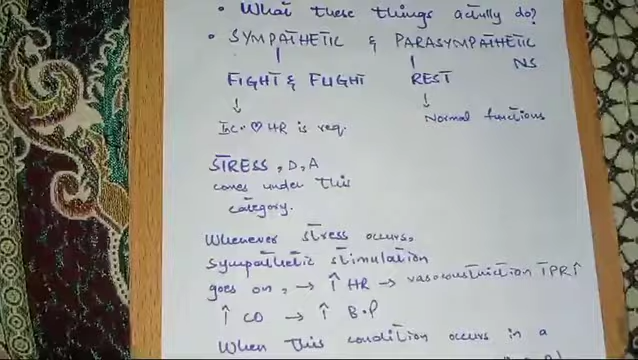 • What these things actully do?
• SYMPATHETIC & PARASYMPATHETIC NS
FIGHT & FLIGHT REST
↓ ↓
Inc. ♡ HR is req. Normal functions
STRESS, D, A
comes under this
category.
Whenever stress occurs,
sympathetic stimulation
goes on, → ↑ HR → vasoconstriction TPR↑
↑ CO → ↑ B.P
When this condition occurs in a